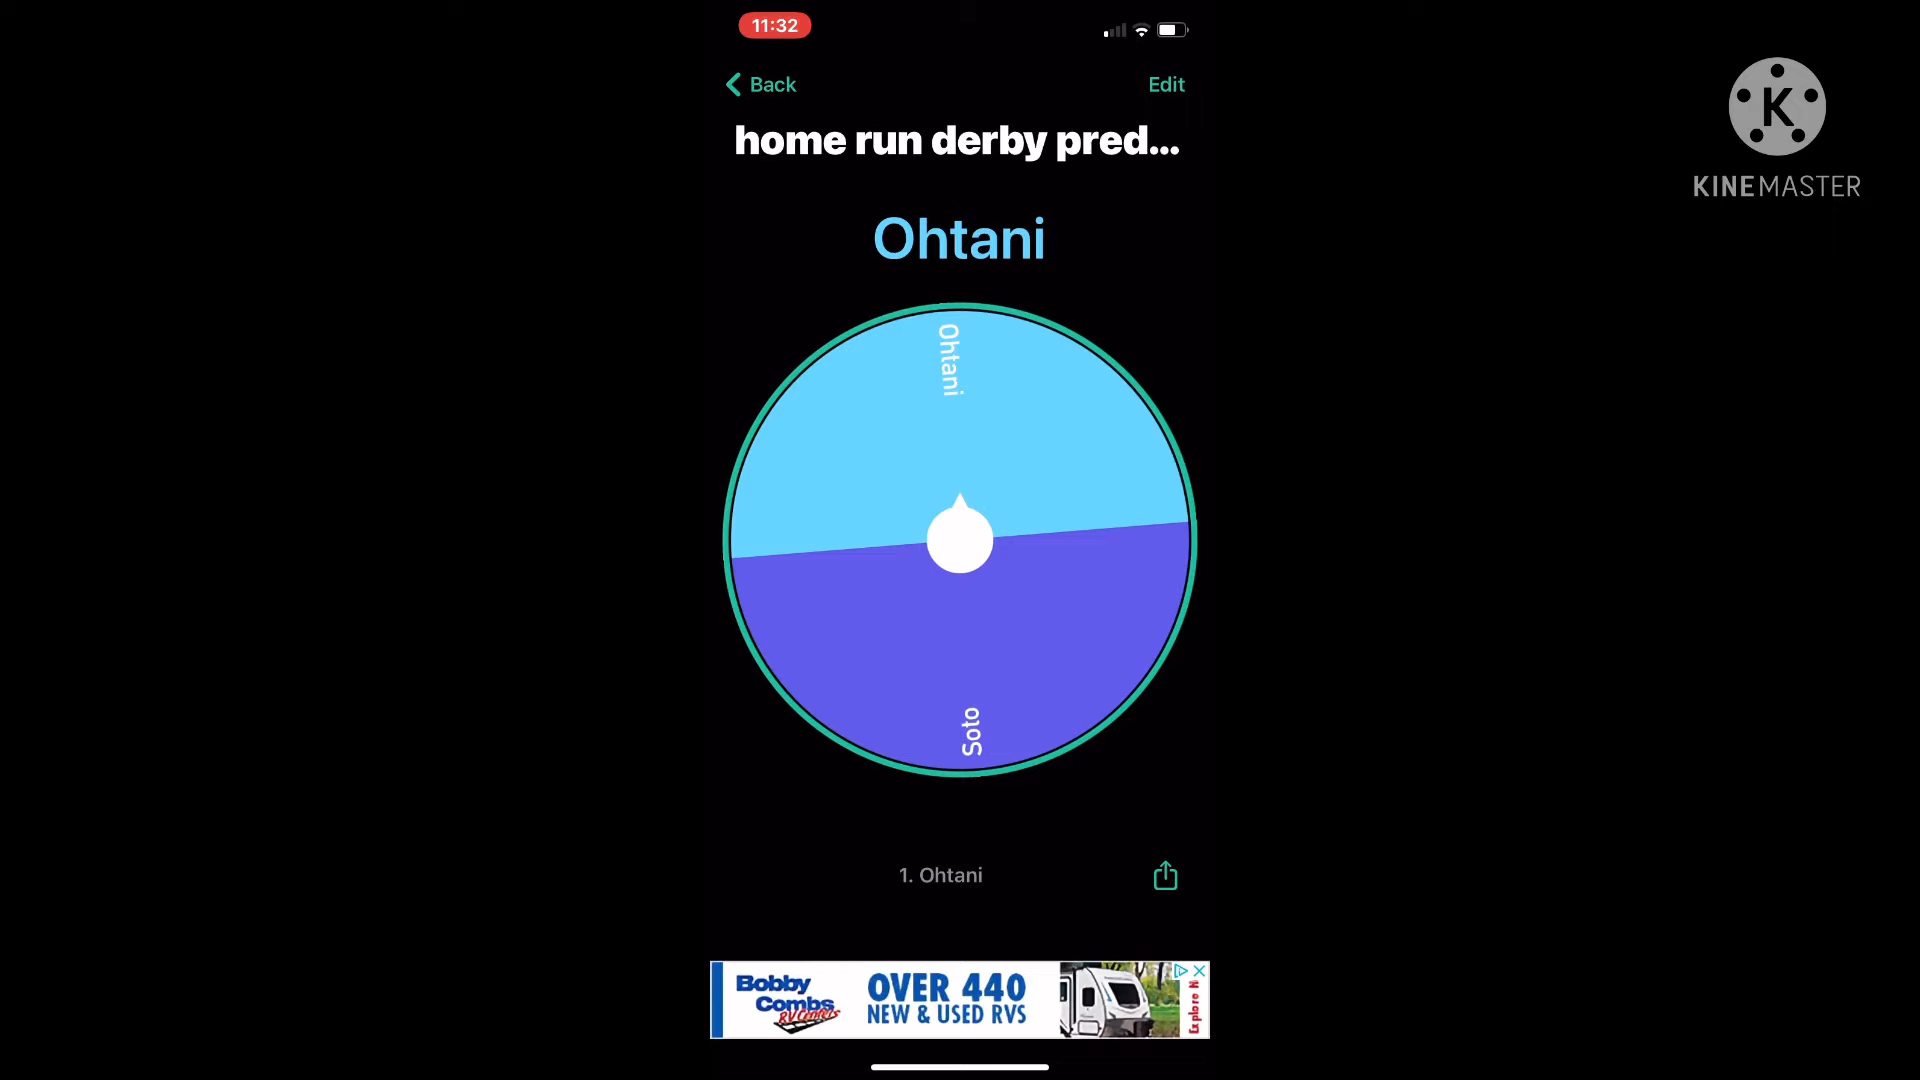 11:32
Back
Edit
home run derby pred...
Ohtani
Ohtani
Soto
1. Ohtani
Bobby
Combs
RV Centers
OVER 440
NEW & USED RVS
Explore N
K
KINEMASTER